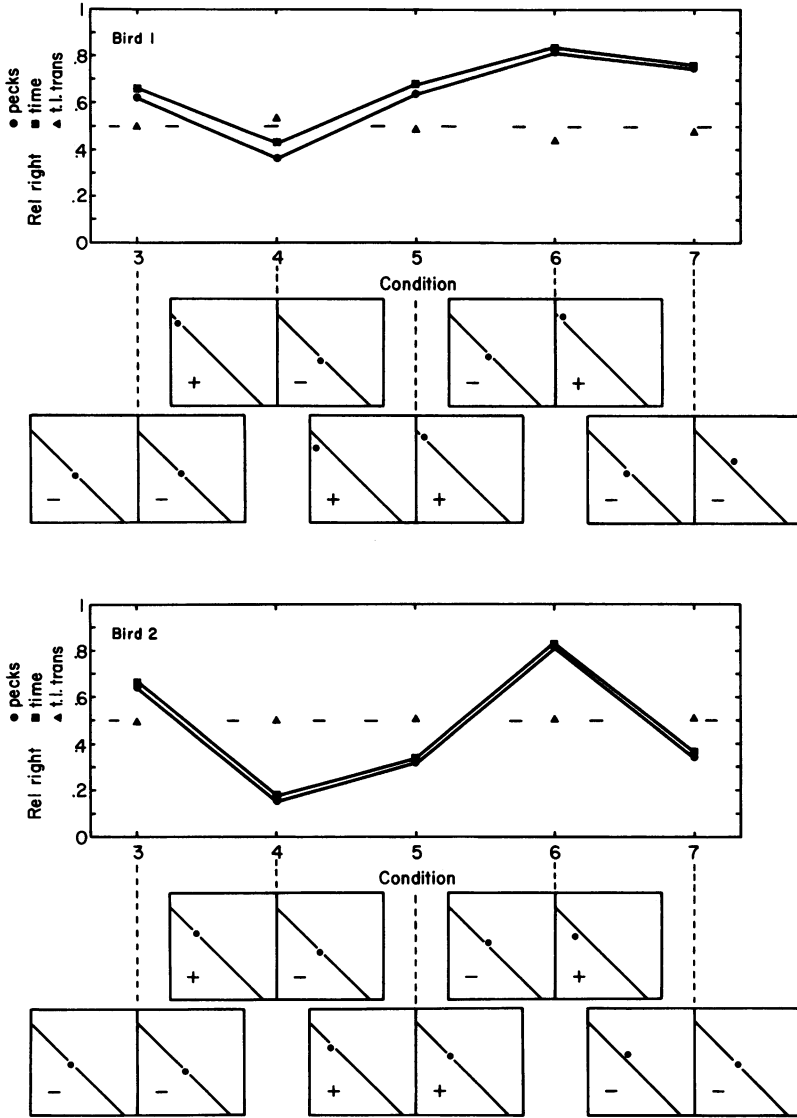 ● pecks
■ time
▲ t.l. trans
Rel right
1
.8
.6
.4
.2
0
Bird 1
3 4 5 6 7
Condition
+ −
− +
− −
+ +
− −
● pecks
■ time
▲ t.l. trans
Rel right
1
.8
.6
.4
.2
0
Bird 2
3 4 5 6 7
Condition
+ −
− +
− −
+ +
− −